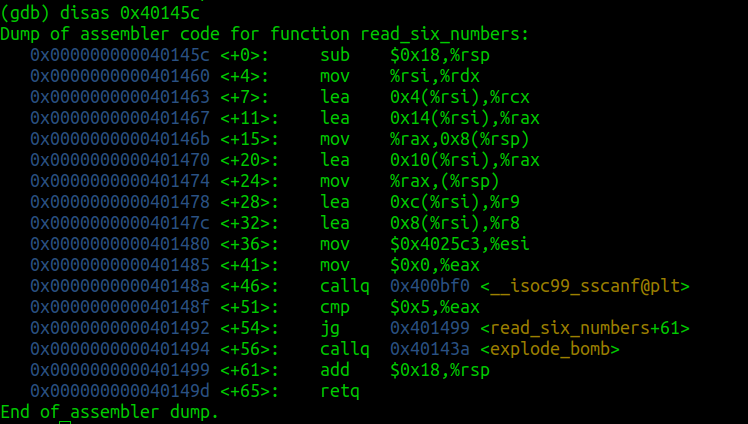 (gdb) disas 0x40145c
Dump of assembler code for function read_six_numbers:
   0x000000000040145c <+0>:     sub    $0x18,%rsp
   0x0000000000401460 <+4>:     mov    %rsi,%rdx
   0x0000000000401463 <+7>:     lea    0x4(%rsi),%rcx
   0x0000000000401467 <+11>:    lea    0x14(%rsi),%rax
   0x000000000040146b <+15>:    mov    %rax,0x8(%rsp)
   0x0000000000401470 <+20>:    lea    0x10(%rsi),%rax
   0x0000000000401474 <+24>:    mov    %rax,(%rsp)
   0x0000000000401478 <+28>:    lea    0xc(%rsi),%r9
   0x000000000040147c <+32>:    lea    0x8(%rsi),%r8
   0x0000000000401480 <+36>:    mov    $0x4025c3,%esi
   0x0000000000401485 <+41>:    mov    $0x0,%eax
   0x000000000040148a <+46>:    callq  0x400bf0 <__isoc99_sscanf@plt>
   0x000000000040148f <+51>:    cmp    $0x5,%eax
   0x0000000000401492 <+54>:    jg     0x401499 <read_six_numbers+61>
   0x0000000000401494 <+56>:    callq  0x40143a <explode_bomb>
   0x0000000000401499 <+61>:    add    $0x18,%rsp
   0x000000000040149d <+65>:    retq
End of assembler dump.